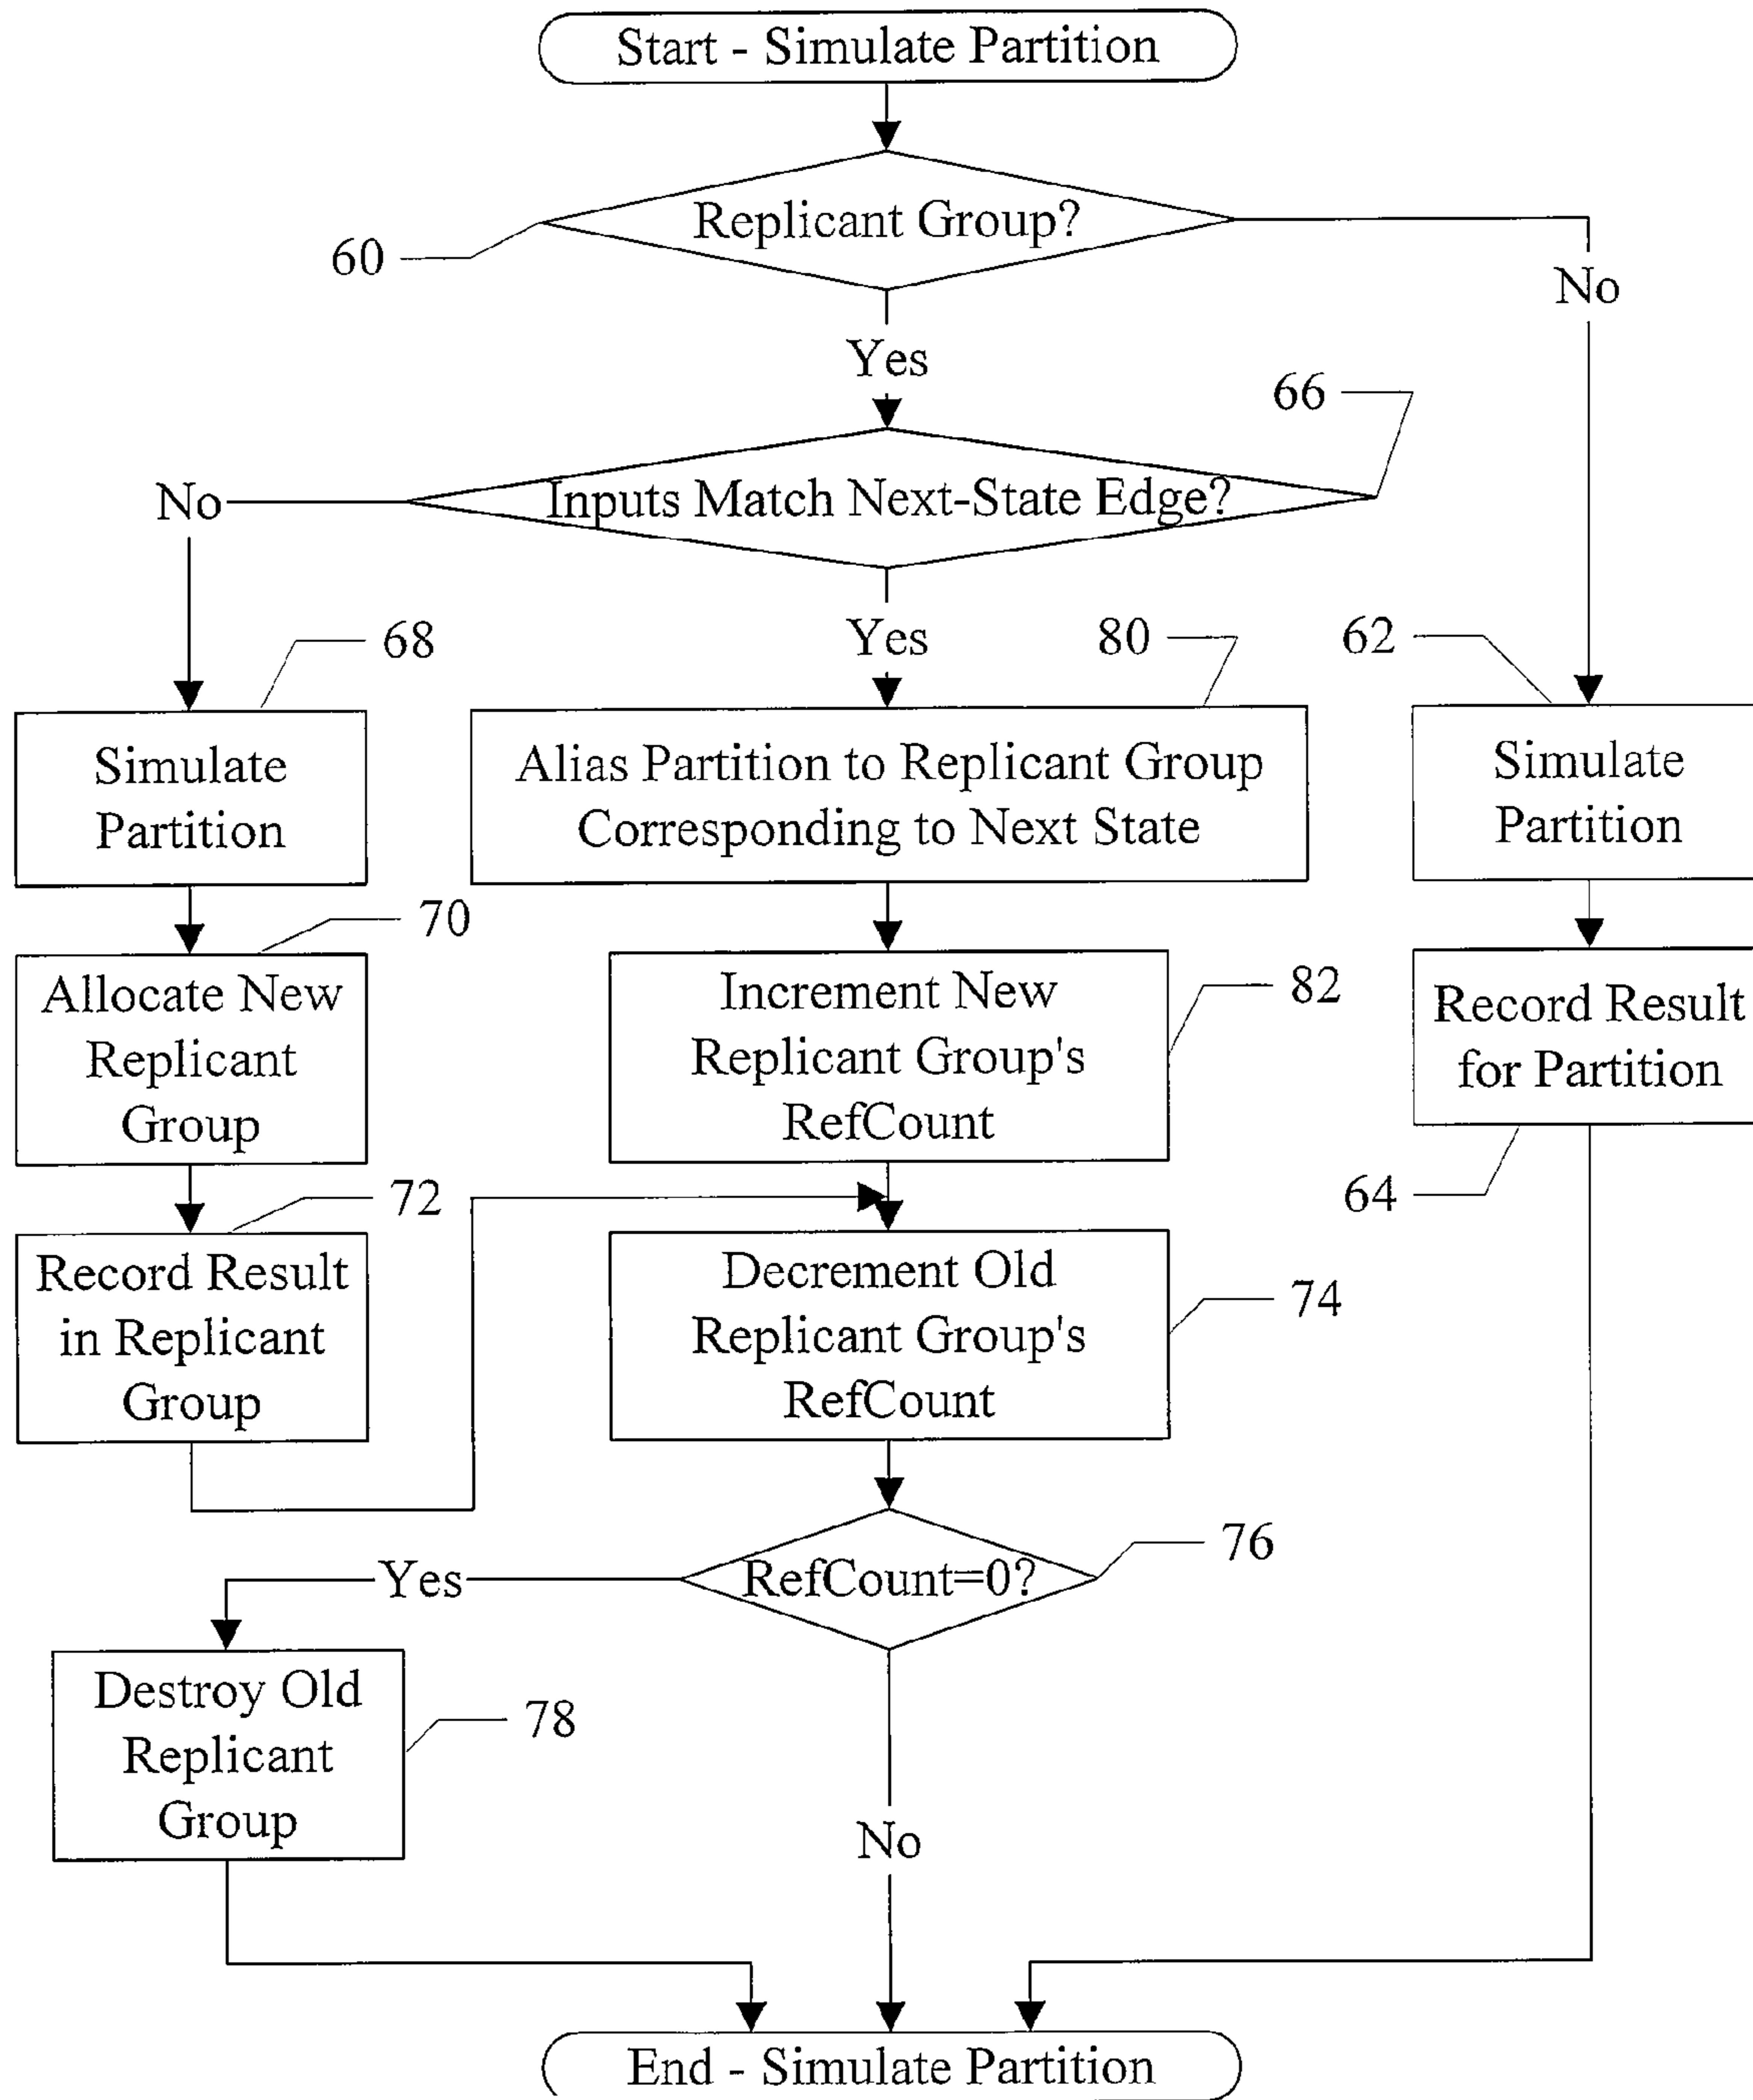 Start - Simulate Partition
Replicant Group?
60
No
Yes
66
Inputs Match Next-State Edge?
No
Yes
68
80
62
Simulate
Partition
Alias Partition to Replicant Group
Corresponding to Next State
Simulate
Partition
70
Allocate New
Replicant
Group
Increment New
Replicant Group's
RefCount
82
Record Result
for Partition
64
72
Record Result
in Replicant
Group
Decrement Old
Replicant Group's
RefCount
74
76
RefCount=0?
Yes
Destroy Old
Replicant
Group
78
No
End - Simulate Partition